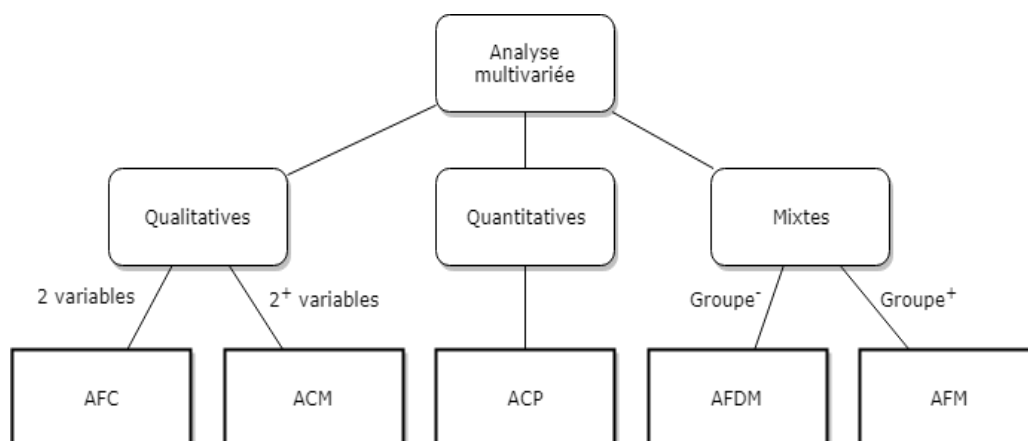 Analyse
multivariée
Qualitatives
Quantitatives
Mixtes
2 variables
2⁺ variables
Groupe⁻
Groupe⁺
AFC
ACM
ACP
AFDM
AFM